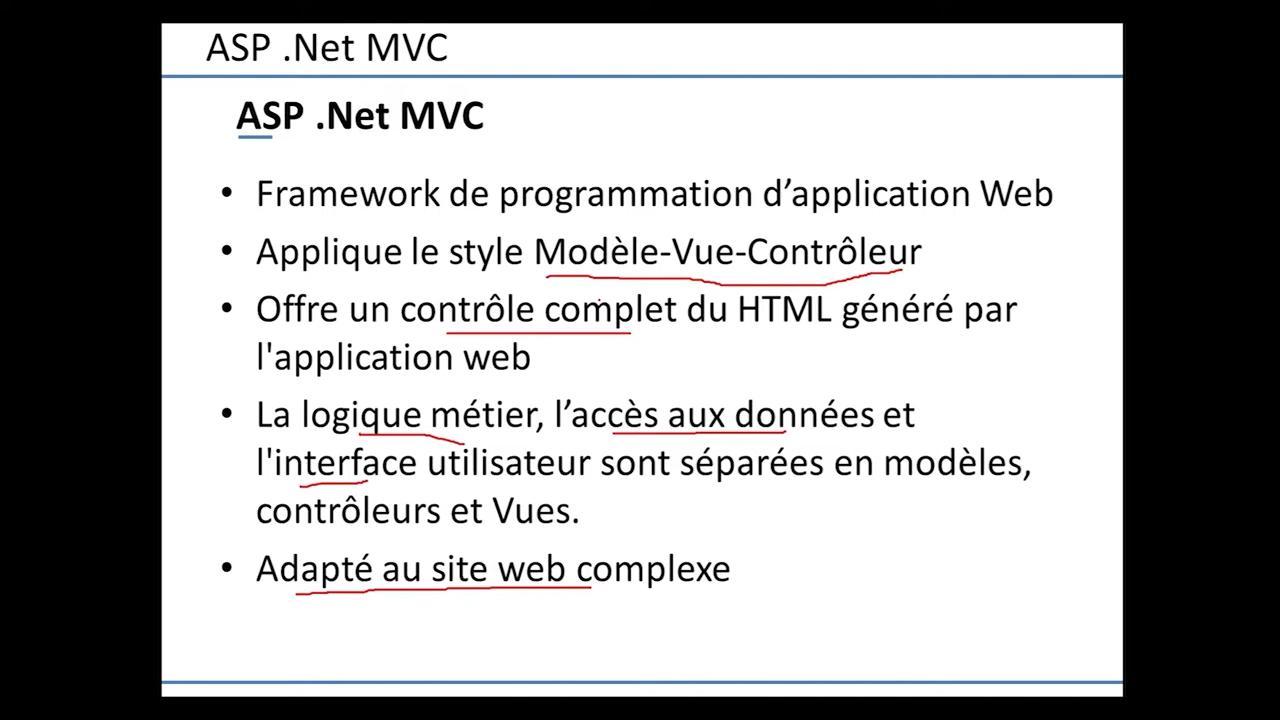 ASP .Net MVC
ASP .Net MVC
• Framework de programmation d’application Web
• Applique le style Modèle-Vue-Contrôleur
• Offre un contrôle complet du HTML généré par
l'application web
• La logique métier, l’accès aux données et
l'interface utilisateur sont séparées en modèles,
contrôleurs et Vues.
• Adapté au site web complexe